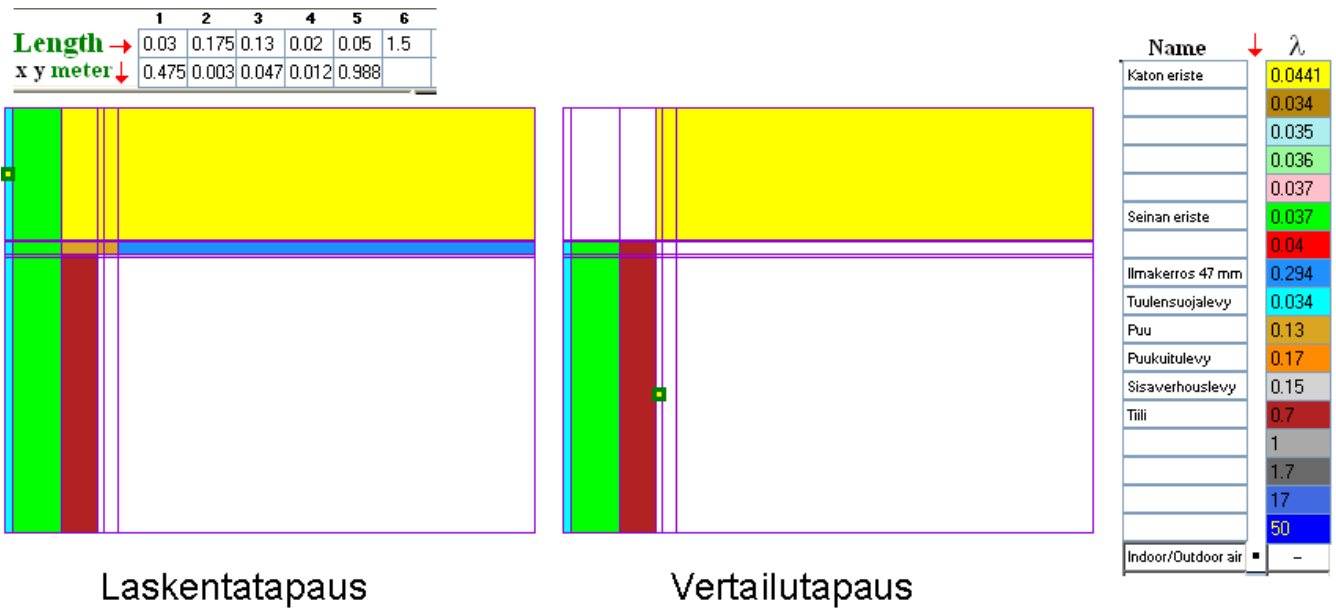 1 2 3 4 5 6
Length → 0.03 0.175 0.13 0.02 0.05 1.5
x y meter ↓ 0.475 0.003 0.047 0.012 0.988
Name ↓ λ
Katon eriste 0.0441
0.034
0.035
0.036
0.037
Seinan eriste 0.037
0.04
Ilmakerros 47 mm 0.294
Tuulensuojalevy 0.034
Puu 0.13
Puukuitulevy 0.17
Sisaverhouslevy 0.15
Tiili 0.7
1
1.7
17
50
Indoor/Outdoor air ▪ –
Laskentatapaus
Vertailutapaus